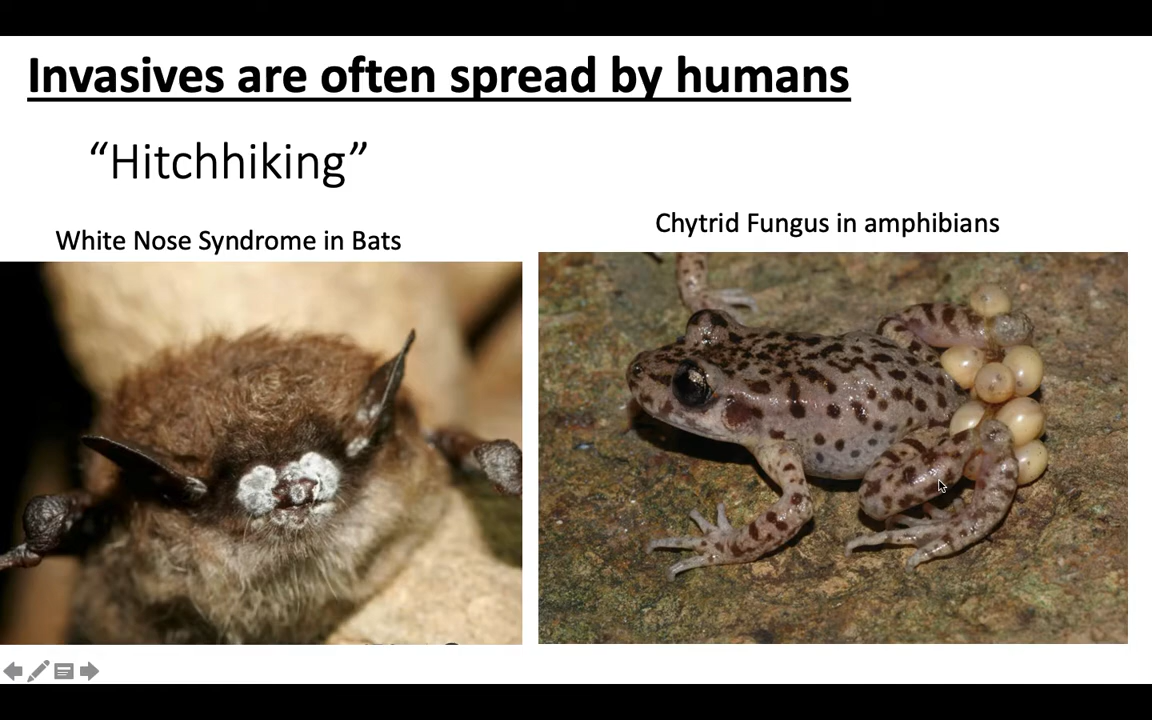 Invasives are often spread by humans
“Hitchhiking”
White Nose Syndrome in Bats
Chytrid Fungus in amphibians